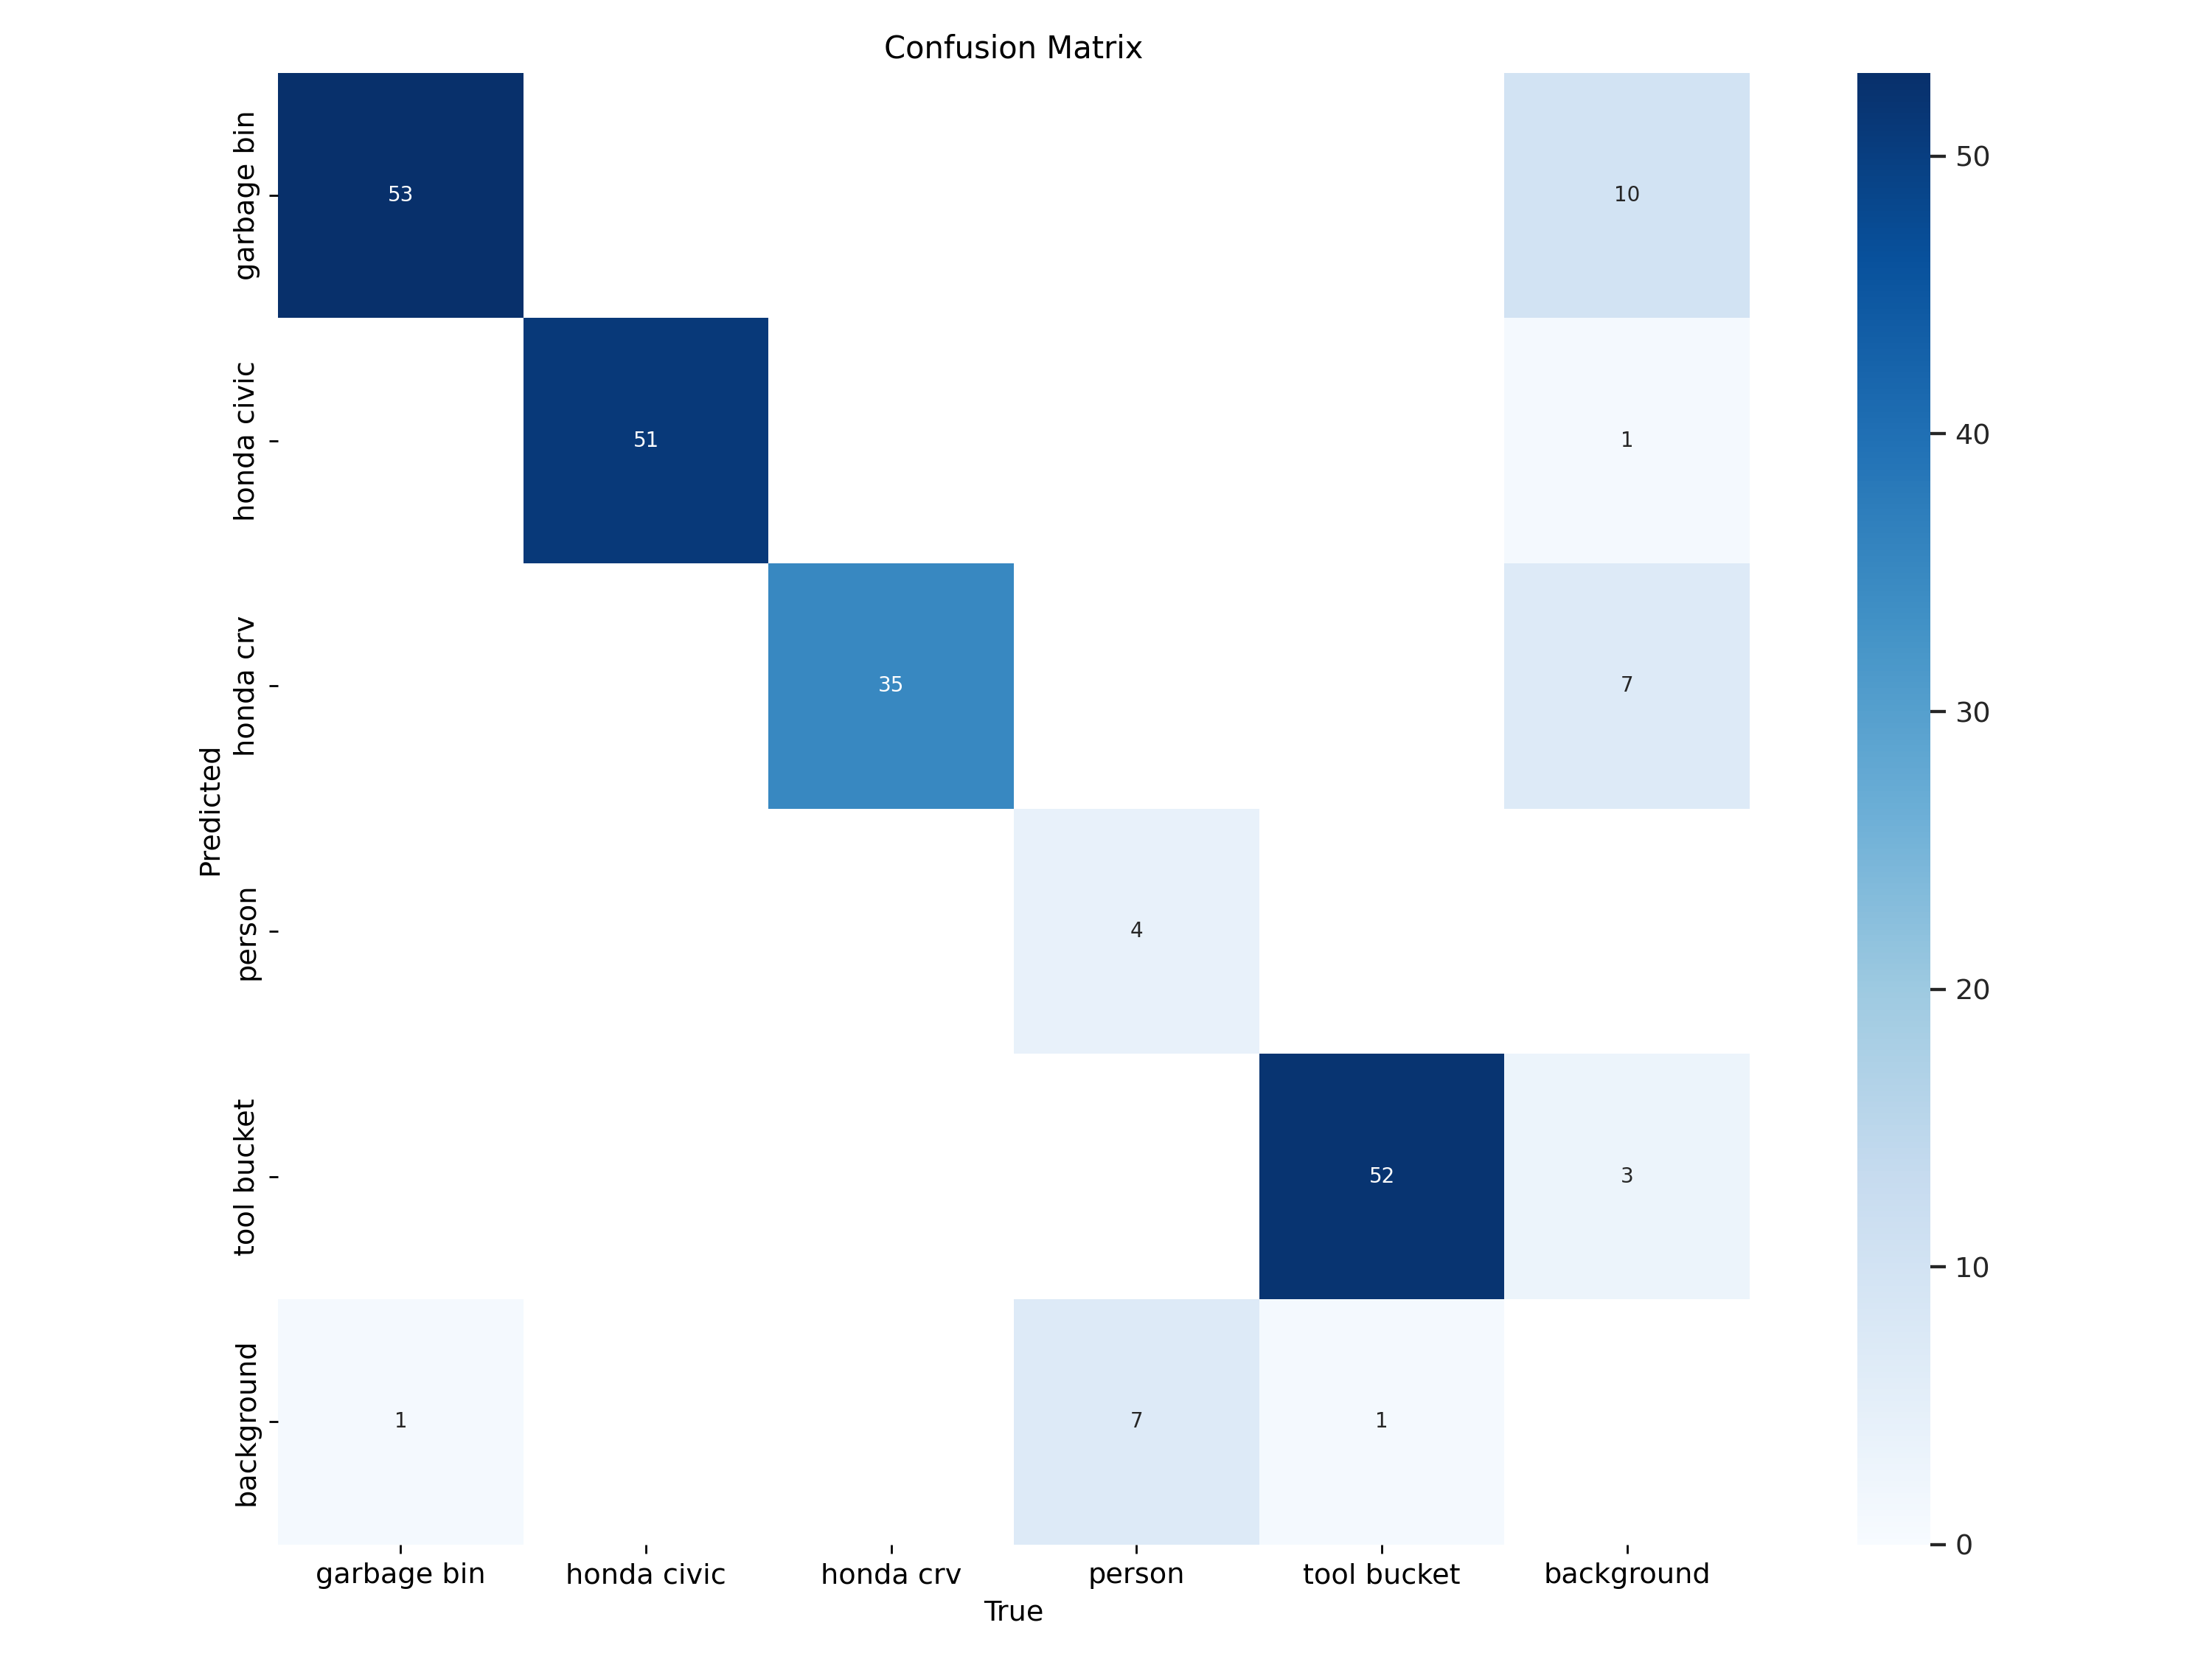 Confusion Matrix
garbage bin
53
10
50
honda civic
51
1
40
honda crv
35
7
30
Predicted
person
4
20
tool bucket
52
3
10
background
1
7
1
0
garbage bin honda civic honda crv person tool bucket background
True